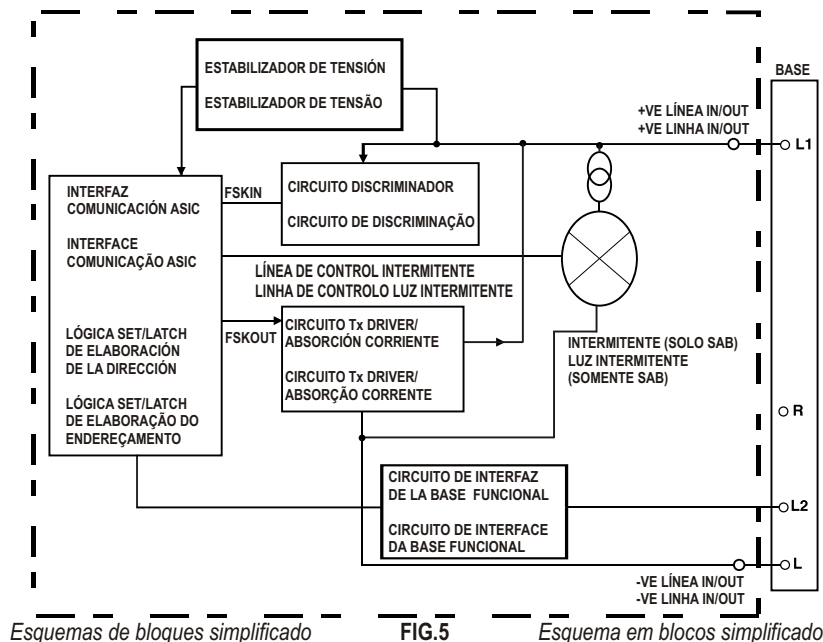 ESTABILIZADOR DE TENSIÓN
ESTABILIZADOR DE TENSÃO
BASE
+VE LÍNEA IN/OUT
+VE LINHA IN/OUT
L1
INTERFAZ
COMUNICACIÓN ASIC
INTERFACE
COMUNICAÇÃO ASIC
LÓGICA SET/LATCH
DE ELABORACIÓN
DE LA DIRECCIÓN
LÓGICA SET/LATCH
DE ELABORAÇÃO DO
ENDEREÇAMENTO
FSKIN
CIRCUITO DISCRIMINADOR
CIRCUITO DE DISCRIMINAÇÃO
LÍNEA DE CONTROL INTERMITENTE
LINHA DE CONTROLO LUZ INTERMITENTE
FSKOUT
CIRCUITO Tx DRIVER/
ABSORCIÓN CORRIENTE
CIRCUITO Tx DRIVER/
ABSORÇÃO CORRENTE
INTERMITENTE (SOLO SAB)
LUZ INTERMITENTE
(SOMENTE SAB)
R
CIRCUITO DE INTERFAZ
DE LA BASE FUNCIONAL
CIRCUITO DE INTERFACE
DA BASE FUNCIONAL
L2
L
-VE LÍNEA IN/OUT
-VE LINHA IN/OUT
Esquemas de bloques simplificado FIG.5 Esquema em blocos simplificado